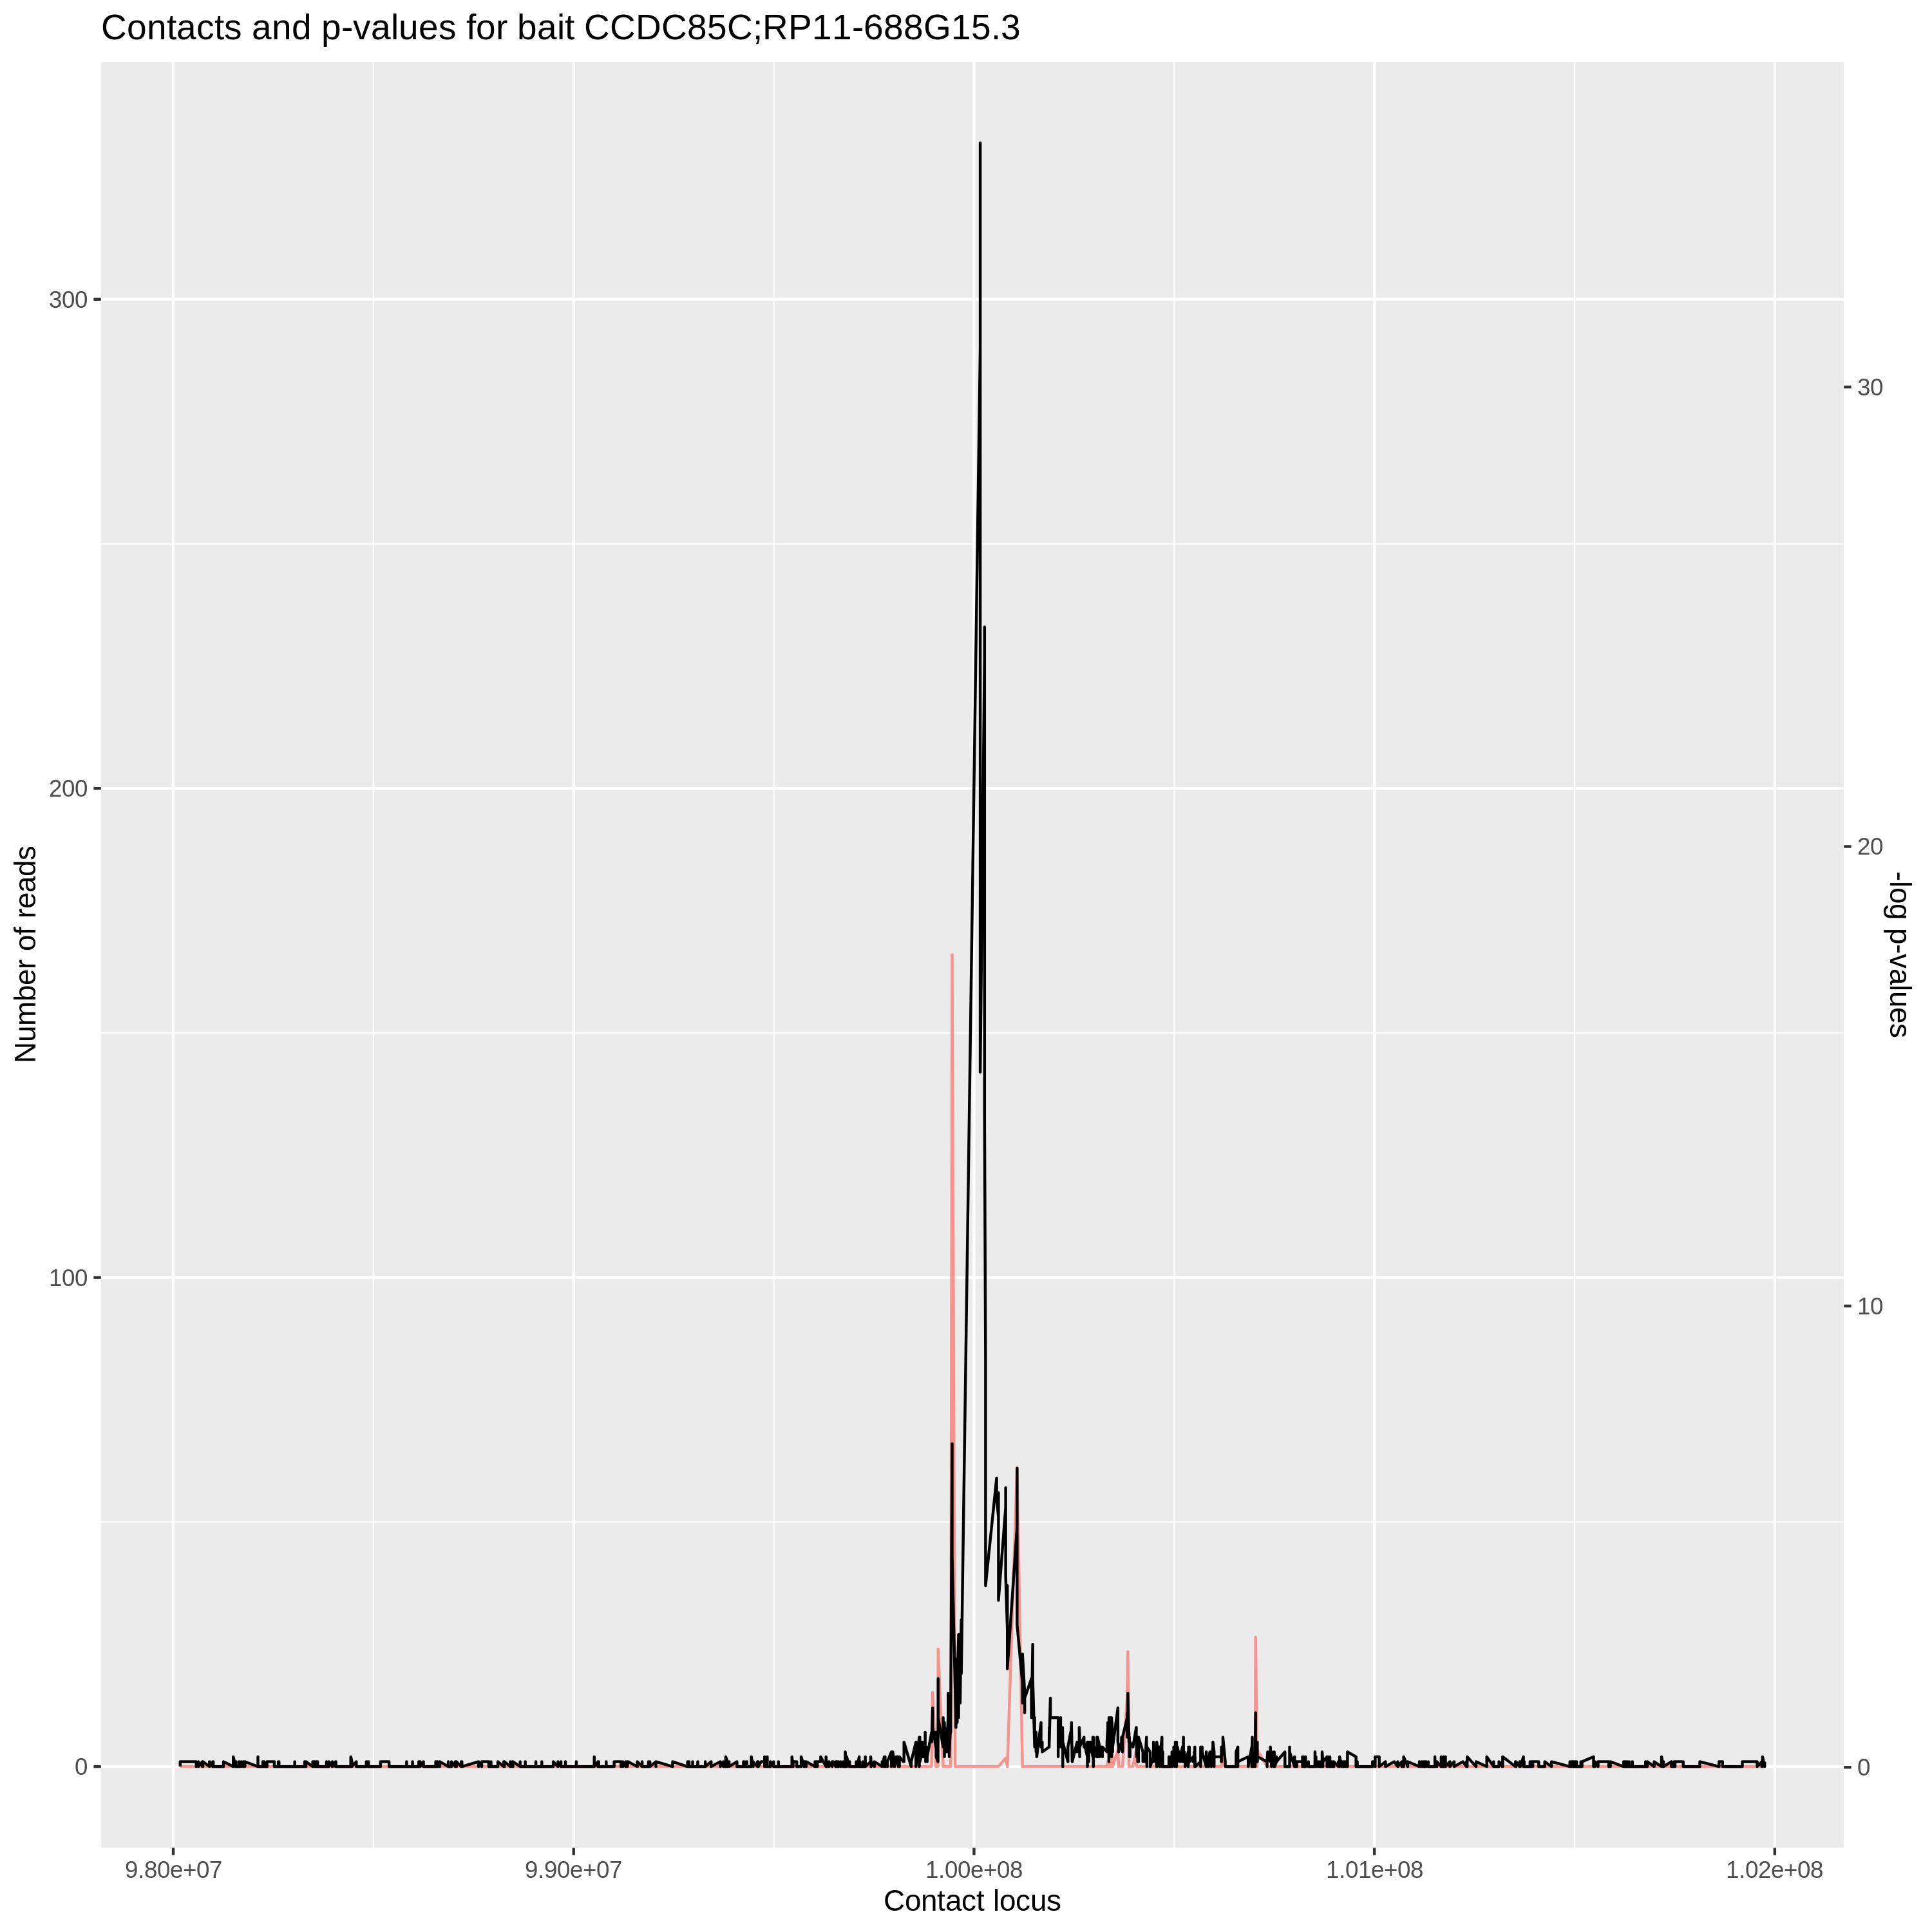 Contacts and p-values for bait CCDC85C;RP11-688G15.3
300
200
100
0
Number of reads
30
20
10
0
-log p-values
9.80e+07
9.90e+07
1.00e+08
1.01e+08
1.02e+08
Contact locus